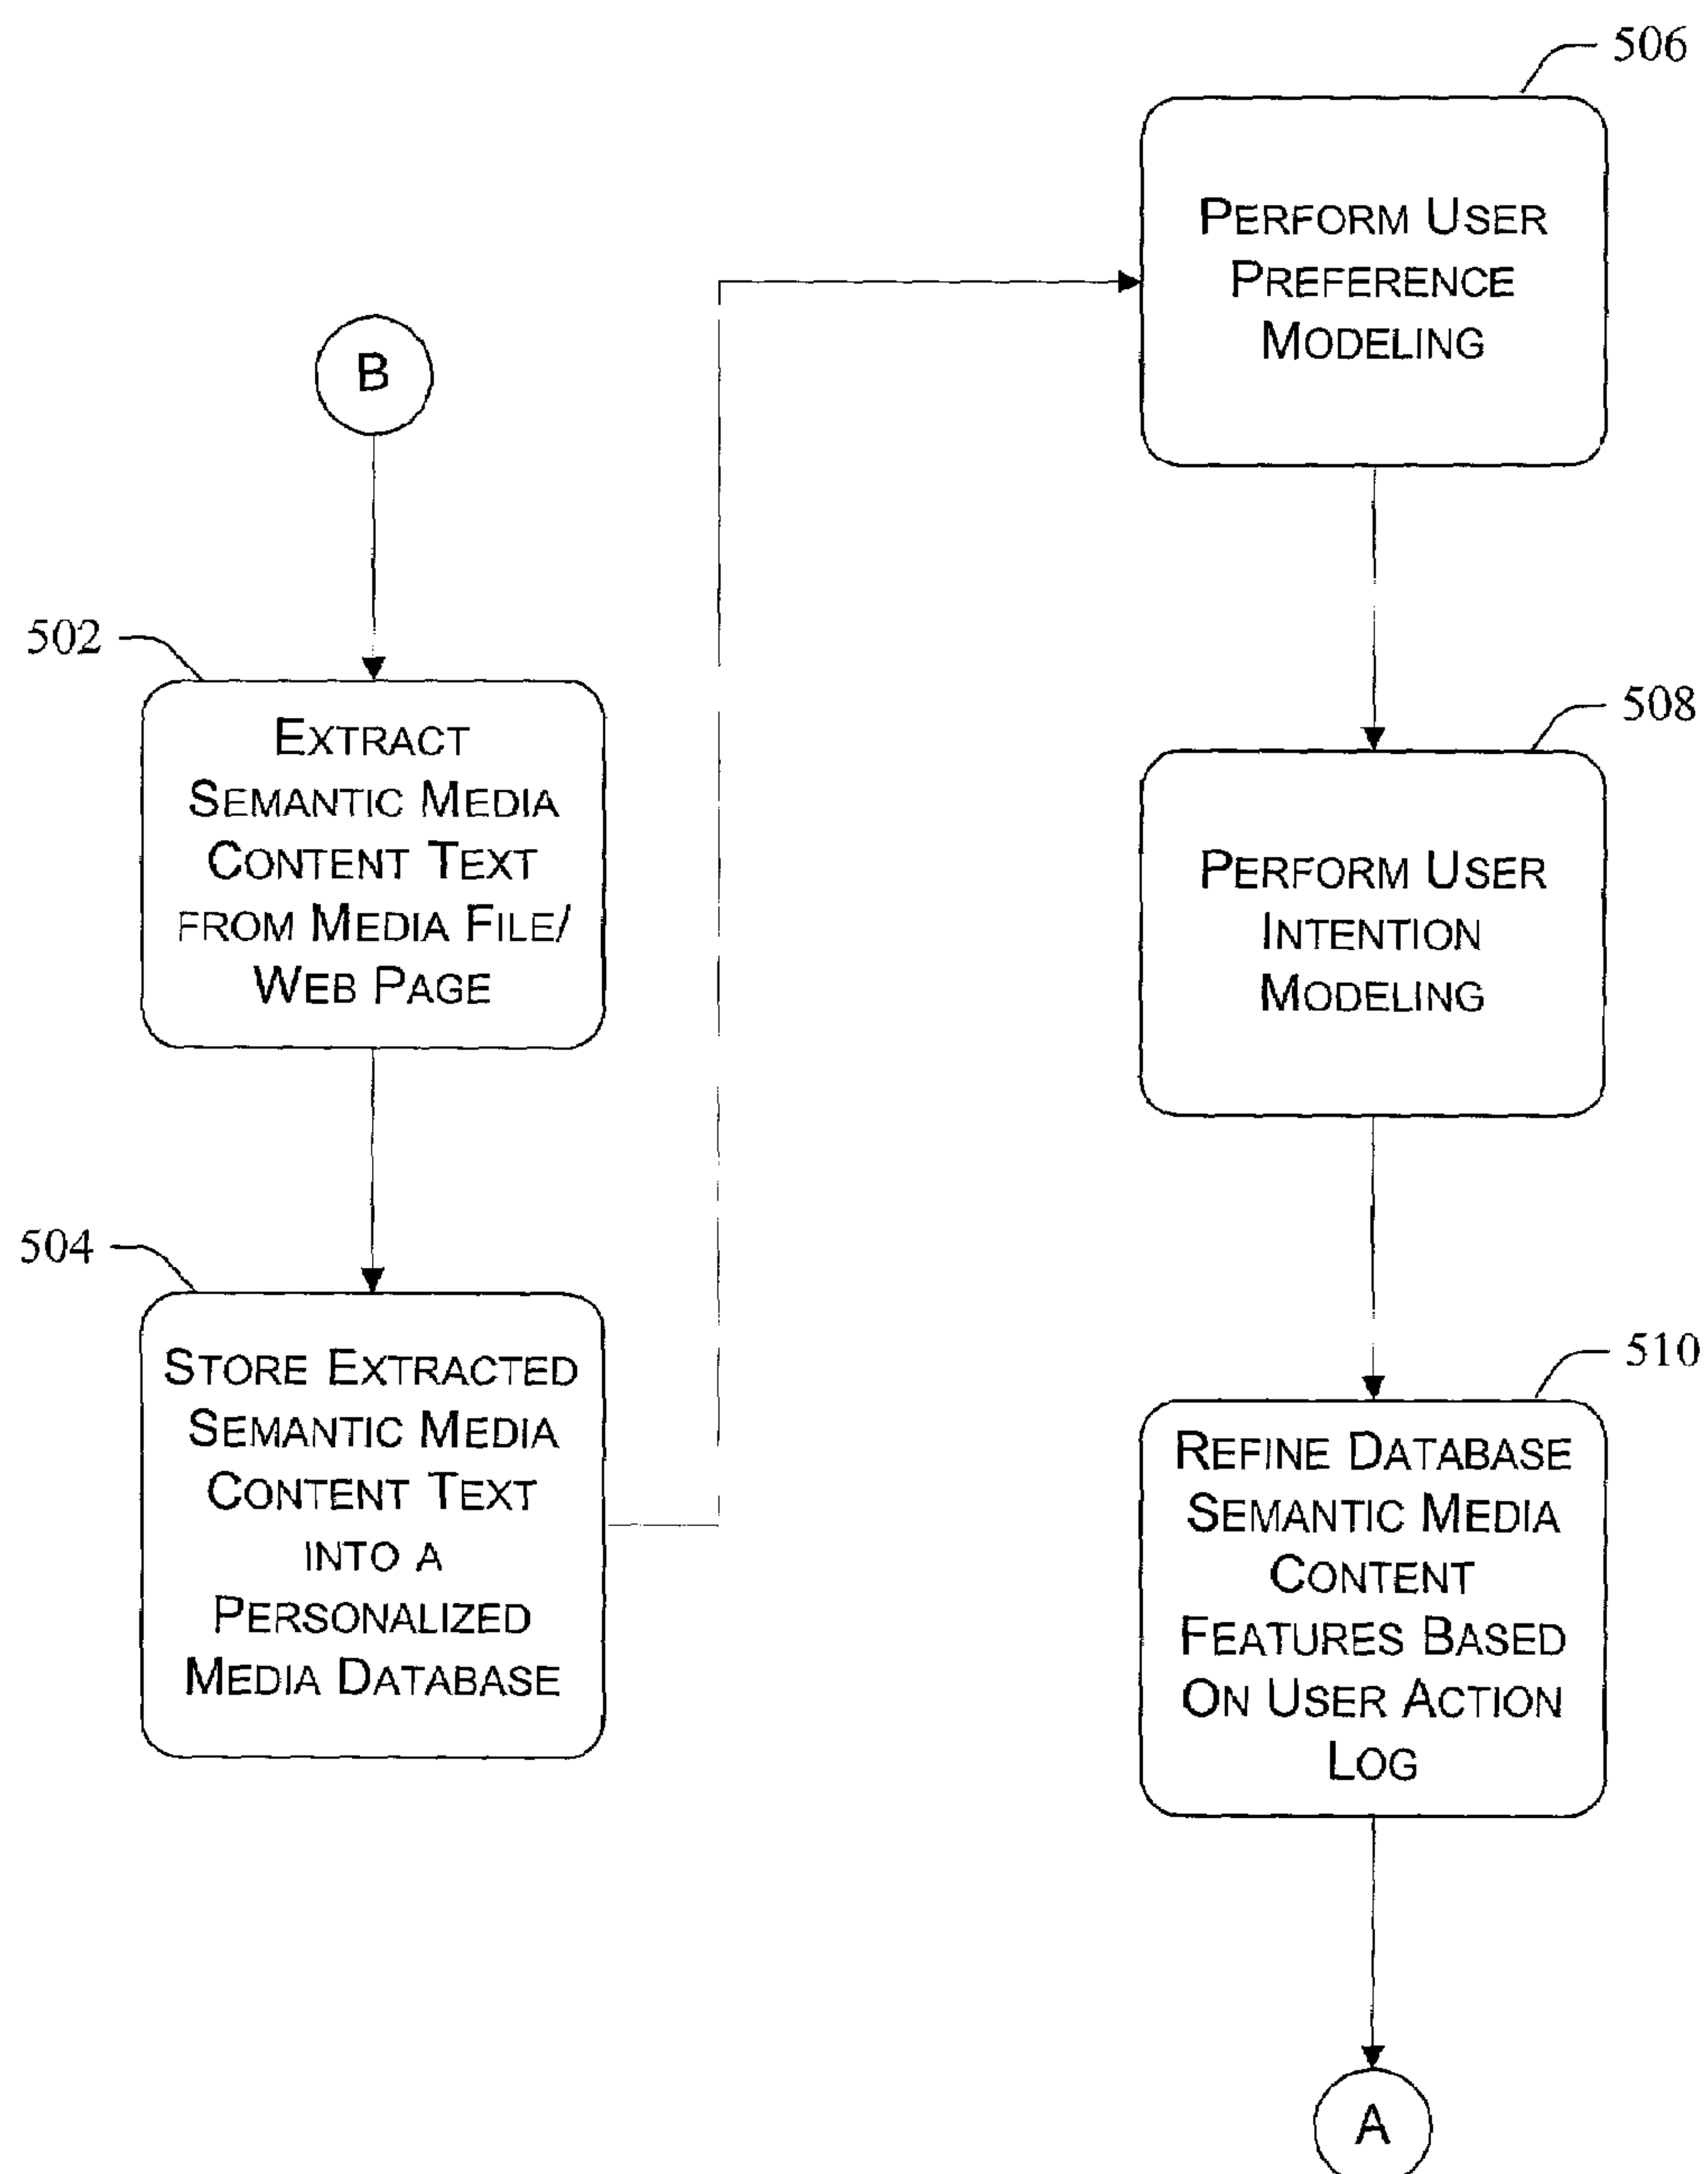 B
502
EXTRACT
SEMANTIC MEDIA
CONTENT TEXT
FROM MEDIA FILE/
WEB PAGE
504
STORE EXTRACTED
SEMANTIC MEDIA
CONTENT TEXT
INTO A
PERSONALIZED
MEDIA DATABASE
506
PERFORM USER
PREFERENCE
MODELING
508
PERFORM USER
INTENTION
MODELING
510
REFINE DATABASE
SEMANTIC MEDIA
CONTENT
FEATURES BASED
ON USER ACTION
LOG
A